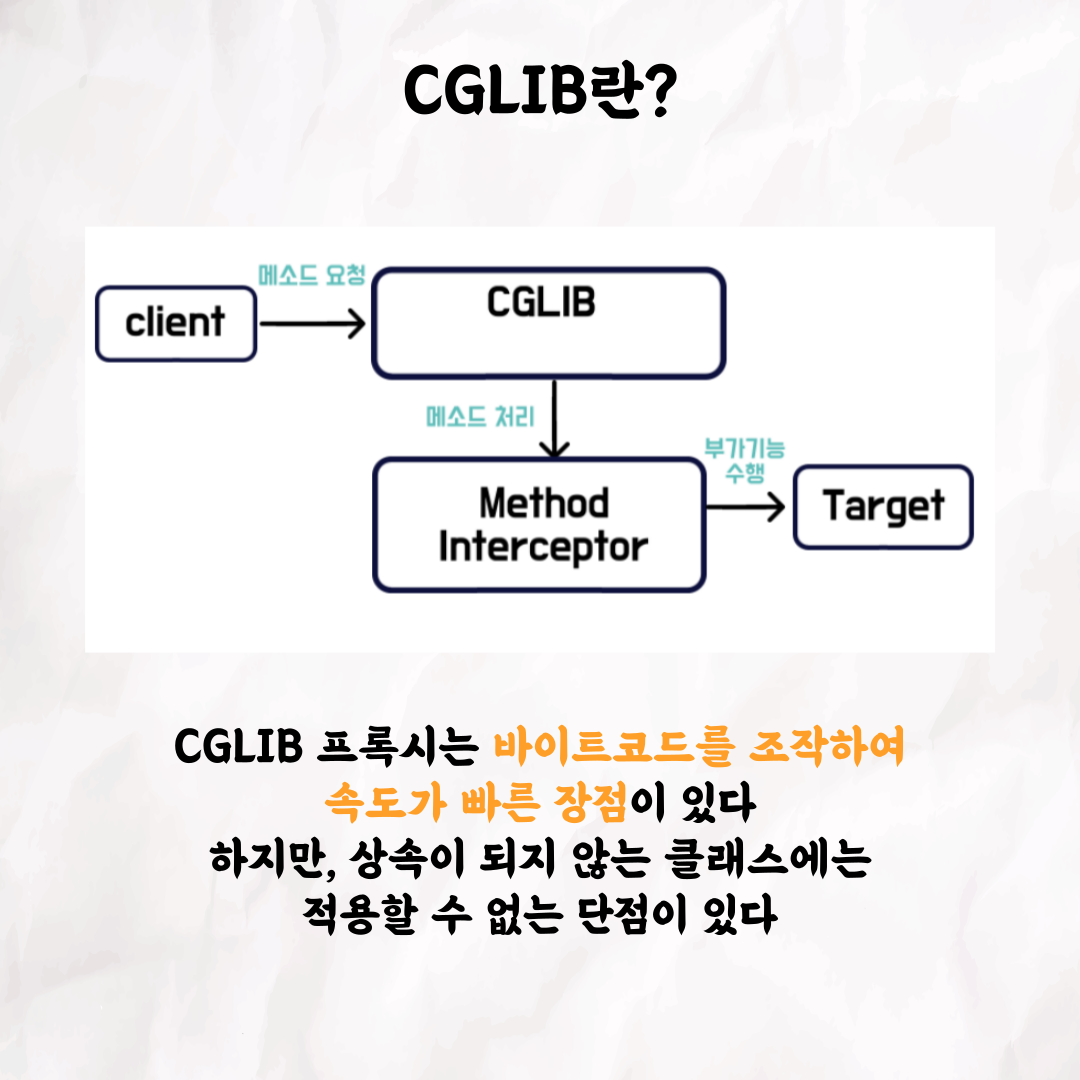 CGLIB란?
메소드 요청
client
CGLIB
메소드 처리
부가기능
수행
Method
Interceptor
Target
CGLIB 프록시는 바이트코드를 조작하여
속도가 빠른 장점이 있다
하지만, 상속이 되지 않는 클래스에는
적용할 수 없는 단점이 있다